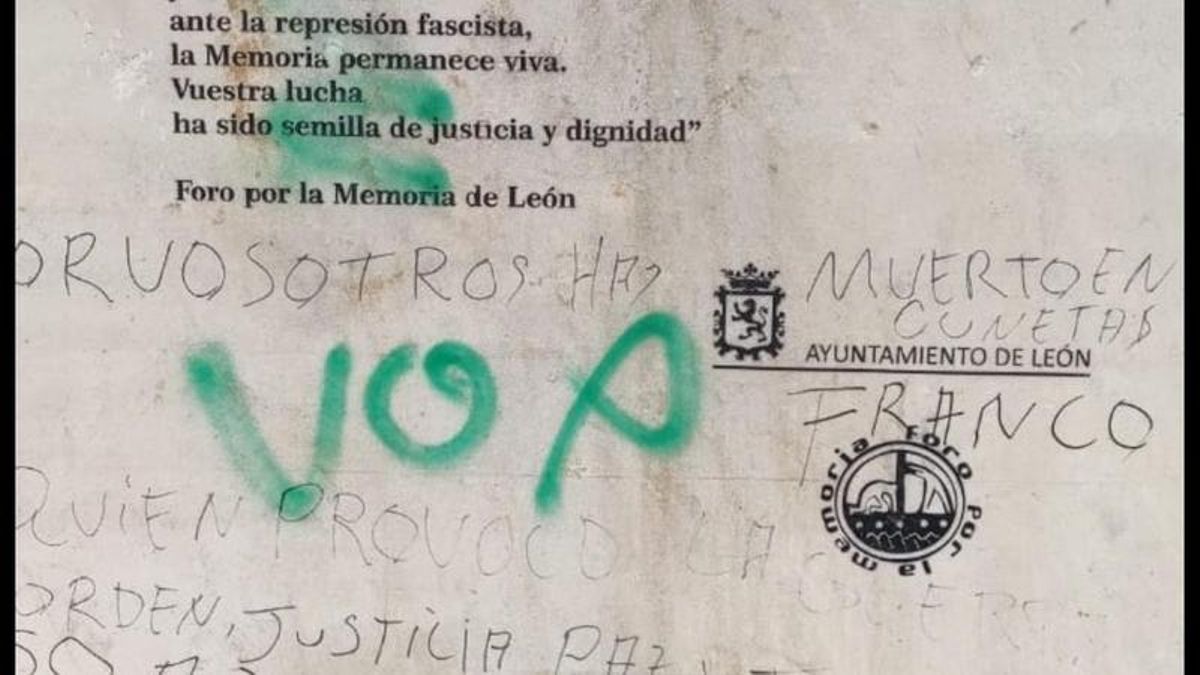 ante la represión fascista,
la Memoria permanece viva.
Vuestra lucha
ha sido semilla de justicia y dignidad”
Foro por la Memoria de León
ORVOSOTROS HAY MUERTO EN
CUNETAS
AYUNTAMIENTO DE LEÓN
VOA
FRANCO
foro por la memoria
QUIEN PROVOCO LA
ORDEN, JUSTICIA PAZ